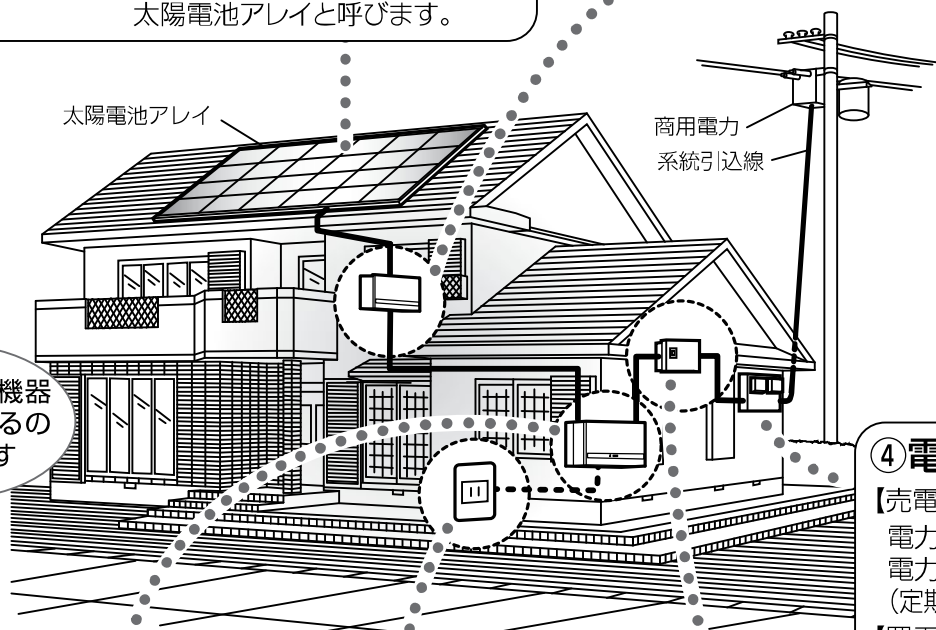 太陽電池アレイと呼びます。
太陽電池アレイ
商用電力
系統引込線
機器
るの
す
④電
【売電
電力
電力
（定期